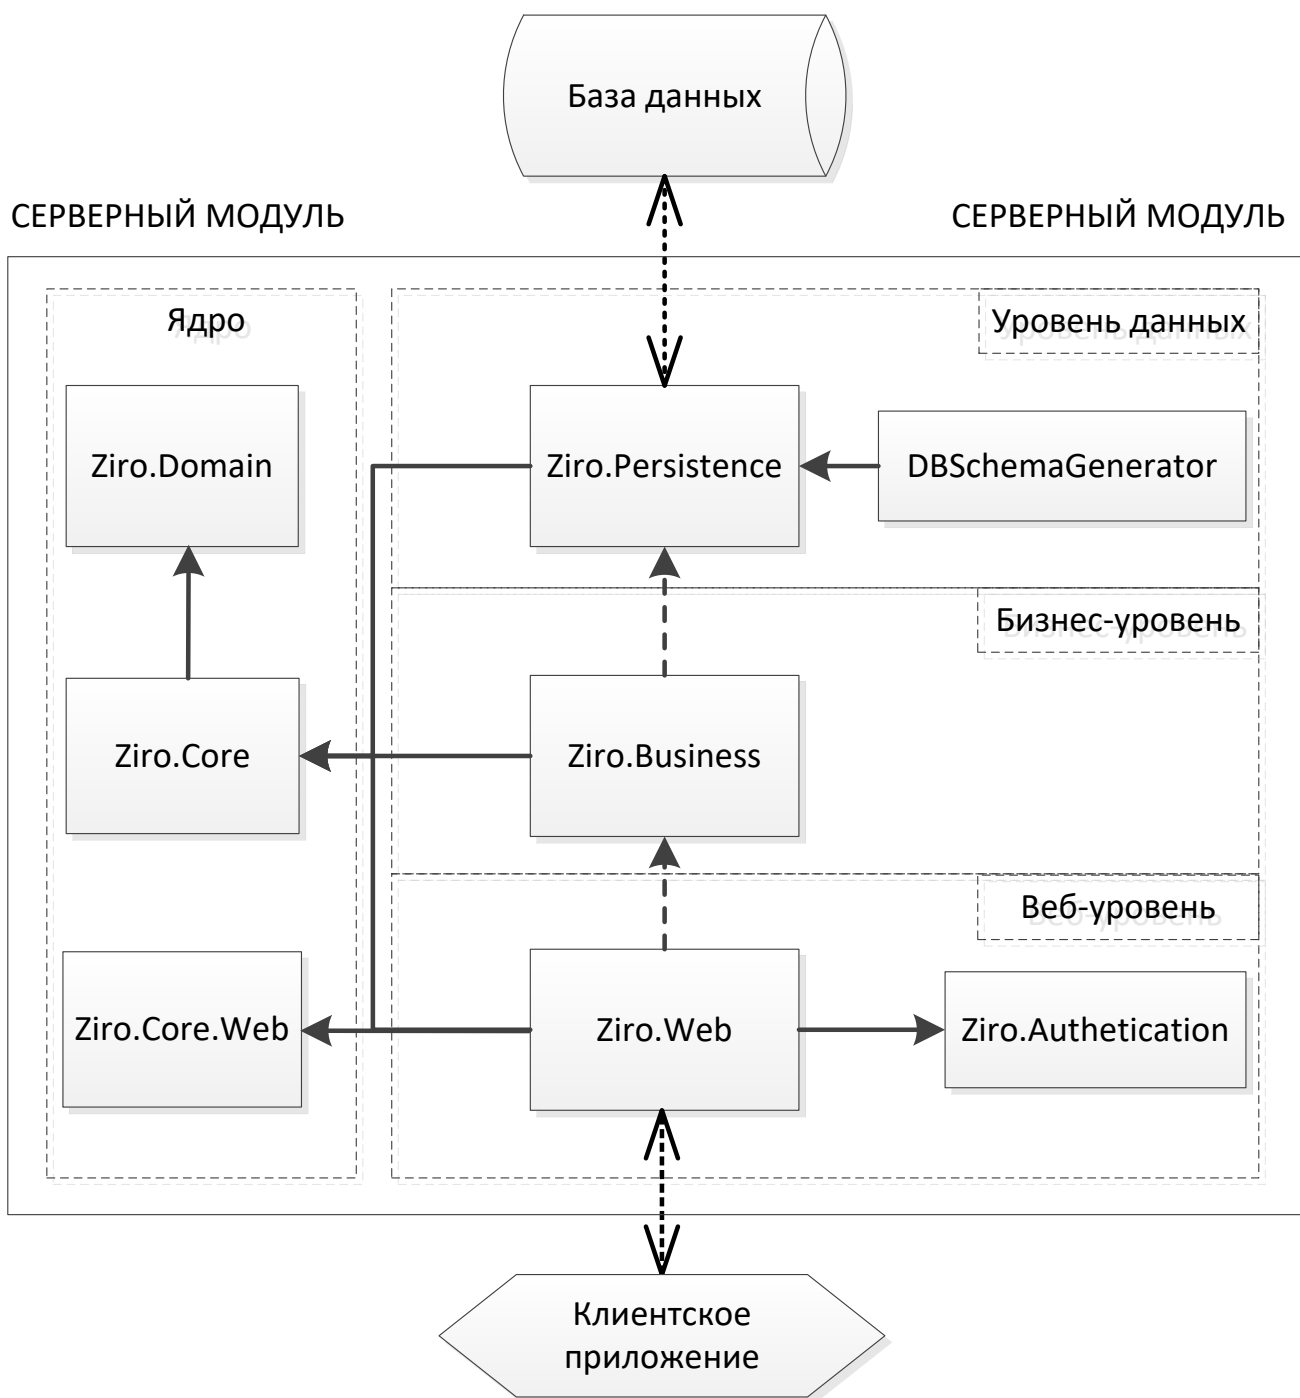 База данных
СЕРВЕРНЫЙ МОДУЛЬ
СЕРВЕРНЫЙ МОДУЛЬ
Ядро
Уровень данных
Ziro.Domain
Ziro.Persistence
DBSchemaGenerator
Бизнес-уровень
Ziro.Core
Ziro.Business
Веб-уровень
Ziro.Core.Web
Ziro.Web
Ziro.Authetication
Клиентское
приложение